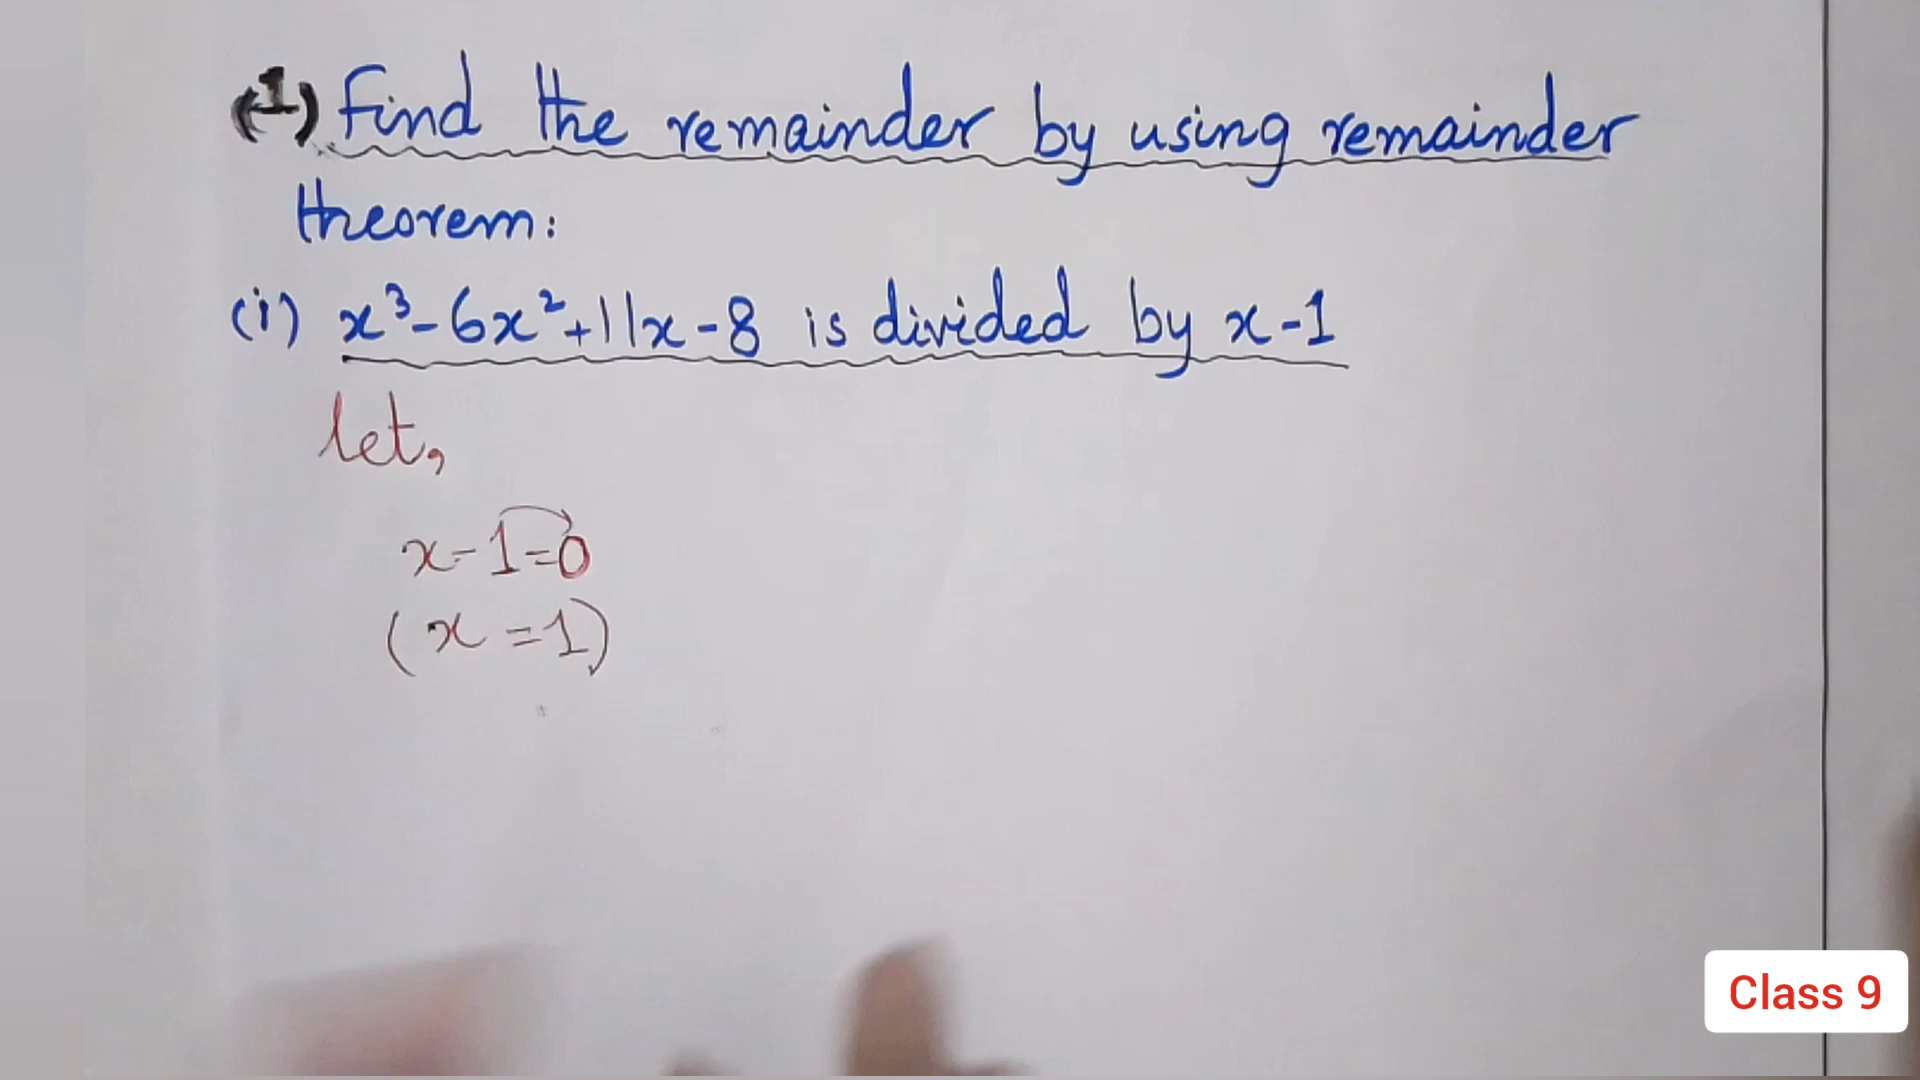 (1) Find the remainder by using remainder
theorem:
(i) x³-6x²+11x-8 is divided by x-1
let,
x-1=0
(x=1)
Class 9